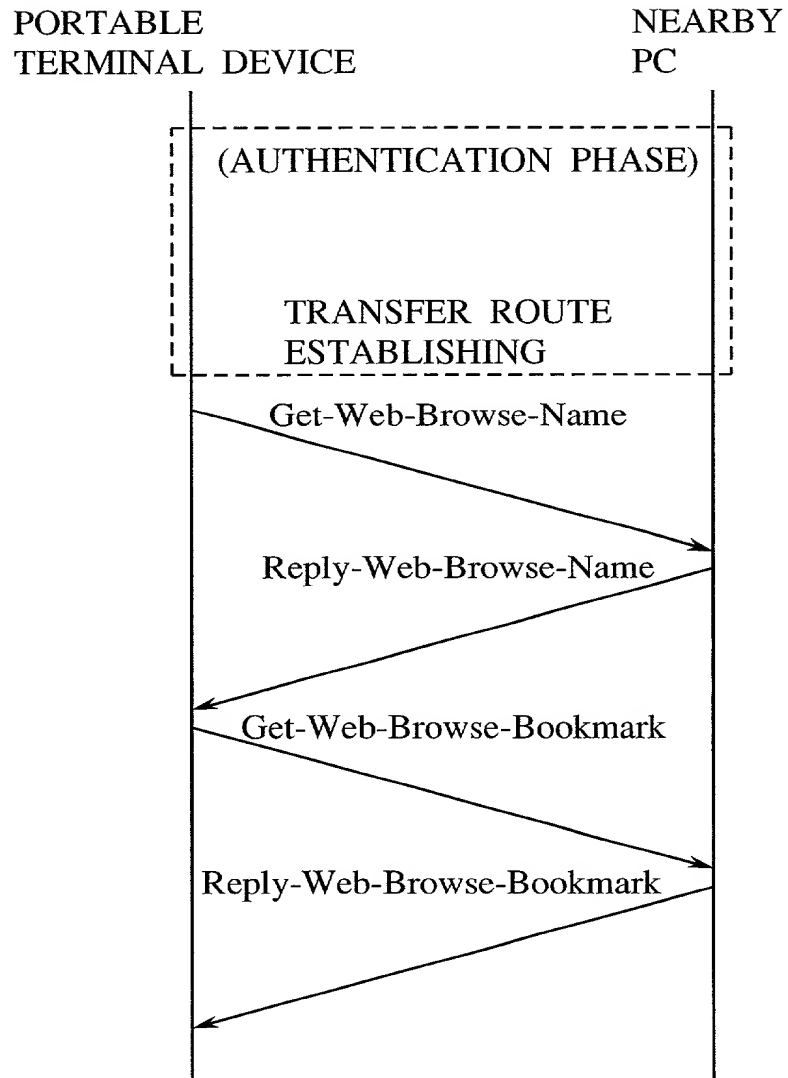 PORTABLE
TERMINAL DEVICE
NEARBY
PC
(AUTHENTICATION PHASE)
TRANSFER ROUTE
ESTABLISHING
Get-Web-Browse-Name
Reply-Web-Browse-Name
Get-Web-Browse-Bookmark
Reply-Web-Browse-Bookmark